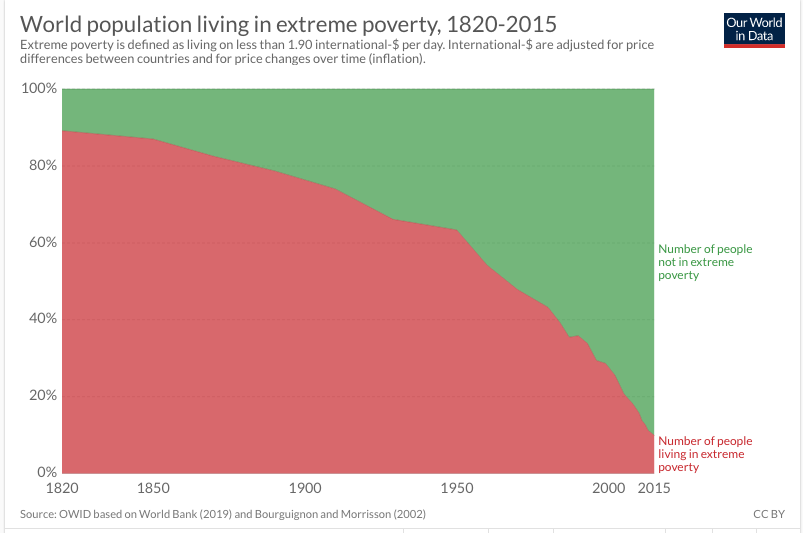 World population living in extreme poverty, 1820-2015
Extreme poverty is defined as living on less than 1.90 international-$ per day. International-$ are adjusted for price
differences between countries and for price changes over time (inflation).
Our World
in Data
100%
80%
60%
40%
20%
0%
Number of people
not in extreme
poverty
Number of people
living in extreme
poverty
1820 1850 1900 1950 2000 2015
Source: OWID based on World Bank (2019) and Bourguignon and Morrisson (2002)
CC BY